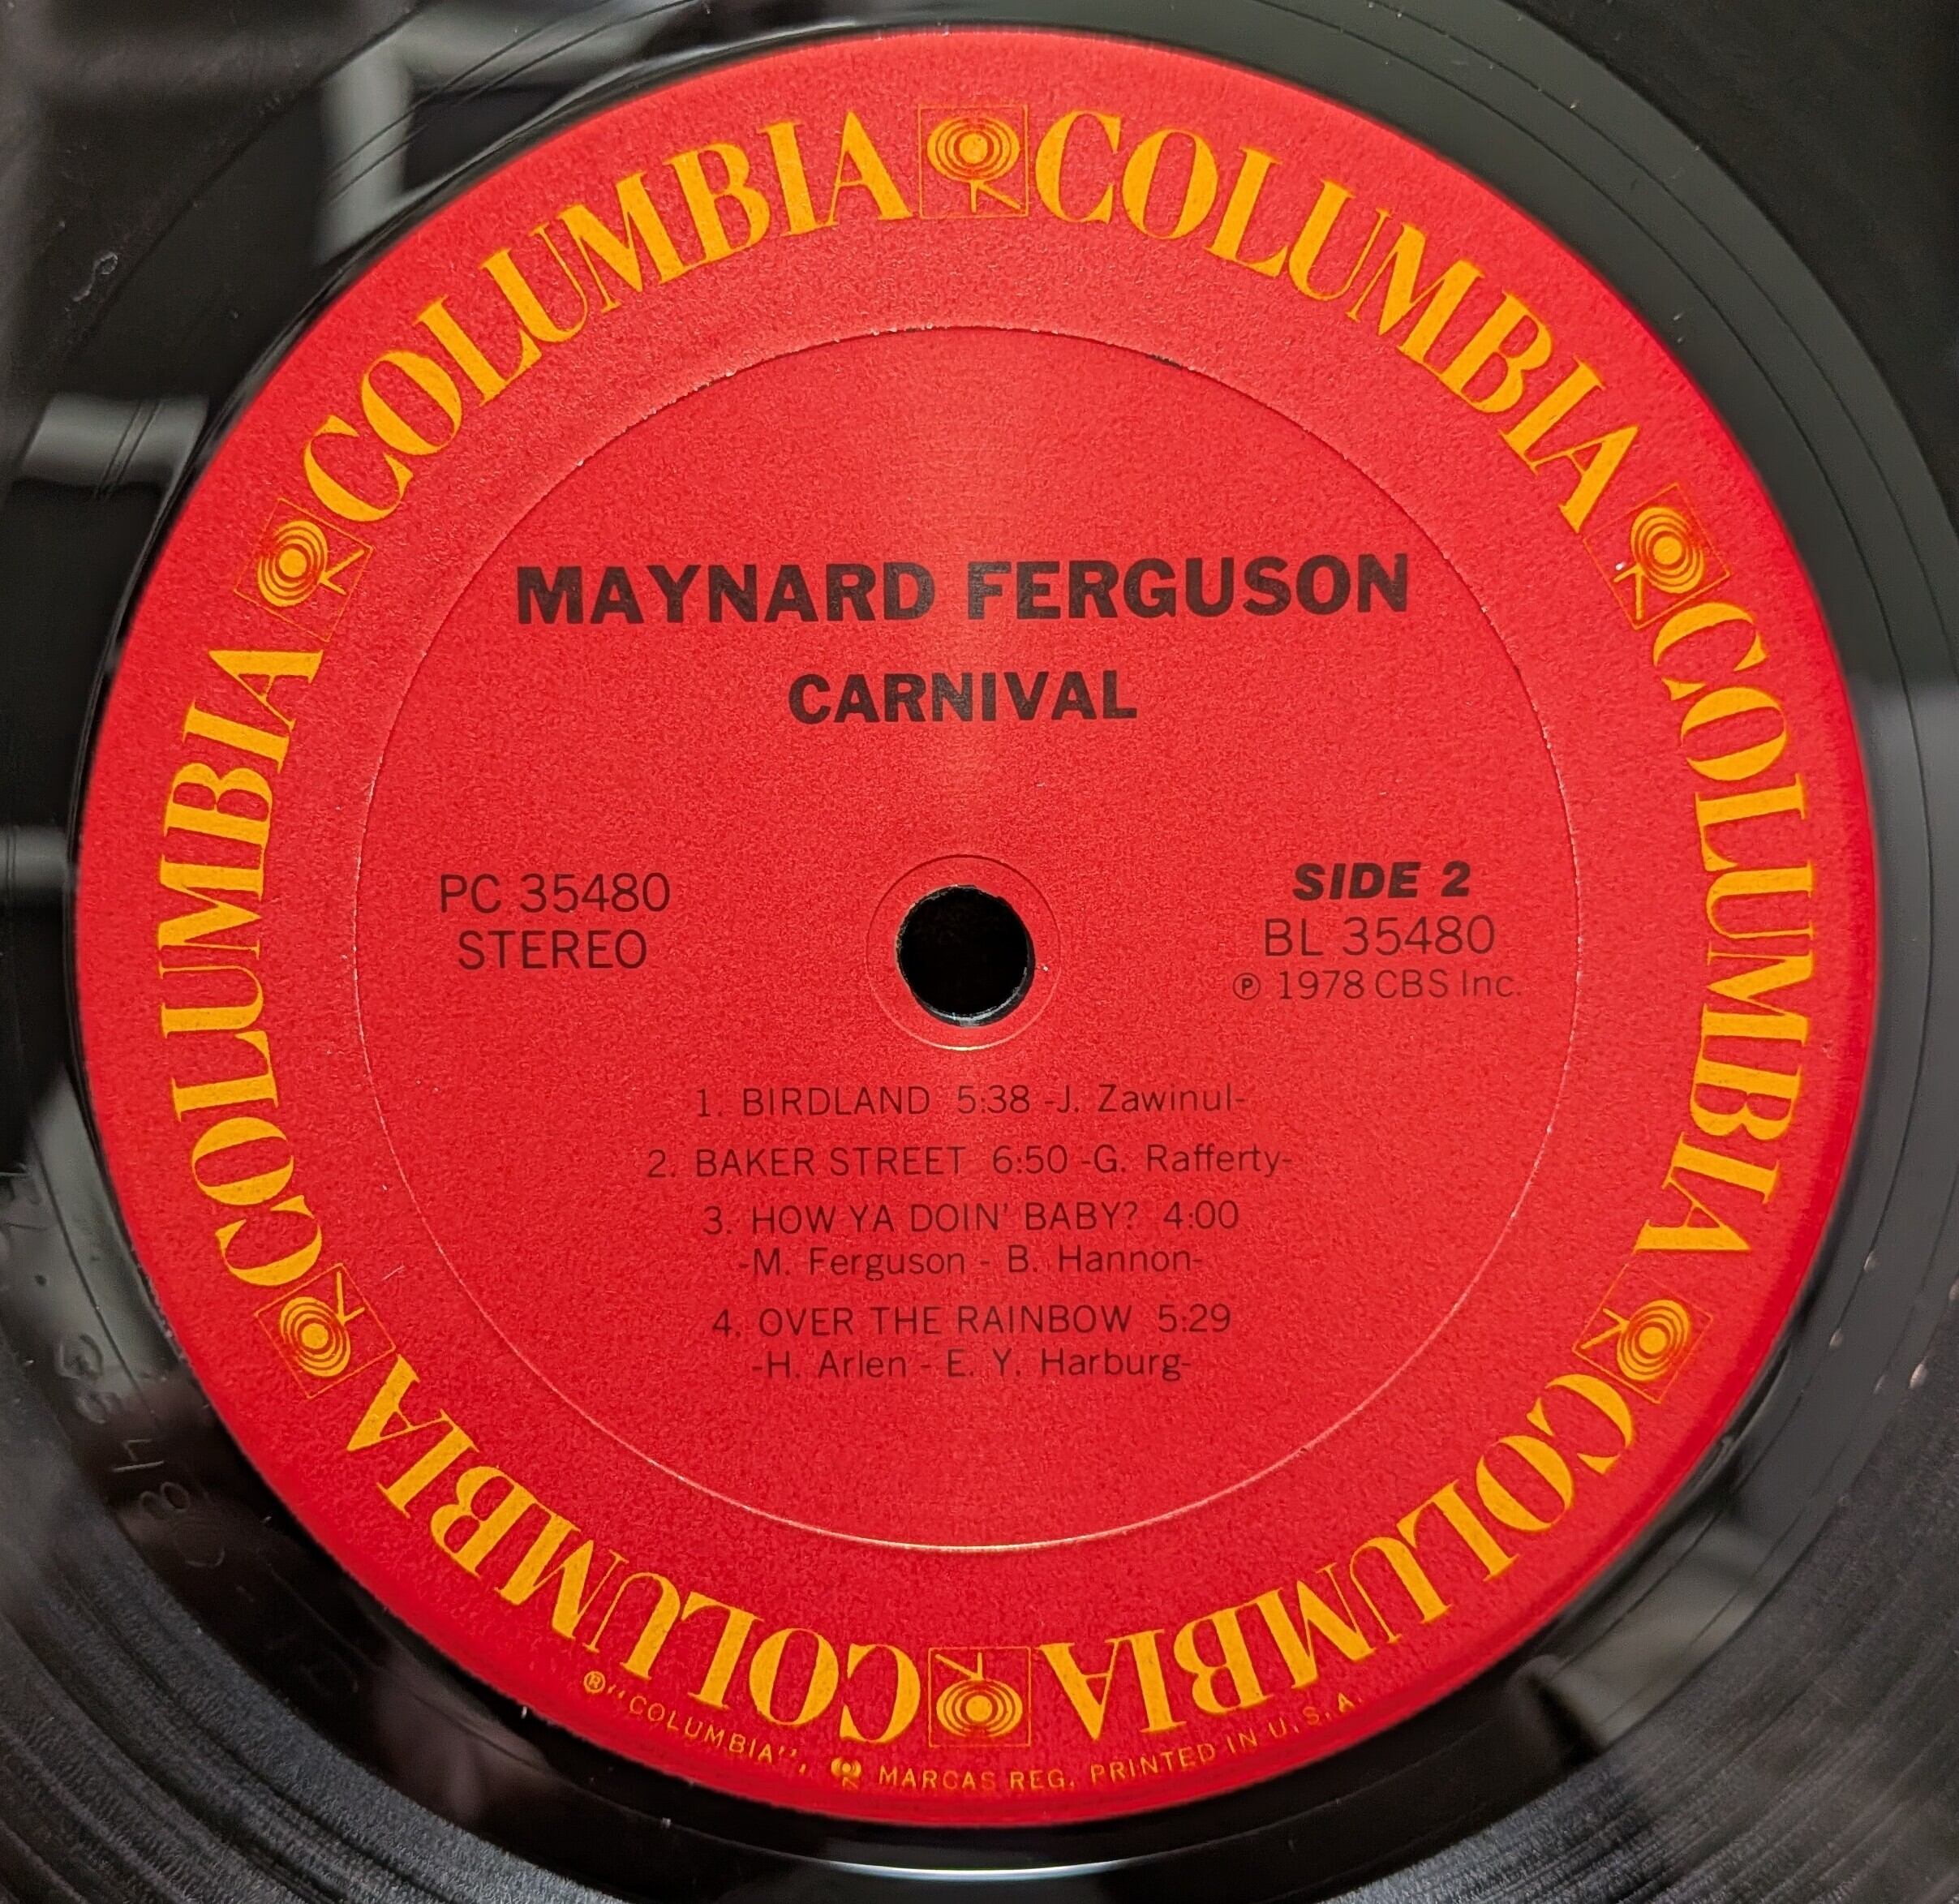 COLUMBIA COLUMBIA COLUMBIA COLUMBIA COLUMBIA COLUMBIA
MAYNARD FERGUSON
CARNIVAL
PC 35480
STEREO
SIDE 2
BL 35480
℗ 1978 CBS Inc.
1. BIRDLAND 5:38 -J. Zawinul-
2. BAKER STREET 6:50 -G. Rafferty-
3. HOW YA DOIN' BABY? 4:00
-M. Ferguson - B. Hannon-
4. OVER THE RAINBOW 5:29
-H. Arlen - E. Y. Harburg-
® "COLUMBIA", MARCAS REG. PRINTED IN U.S.A.